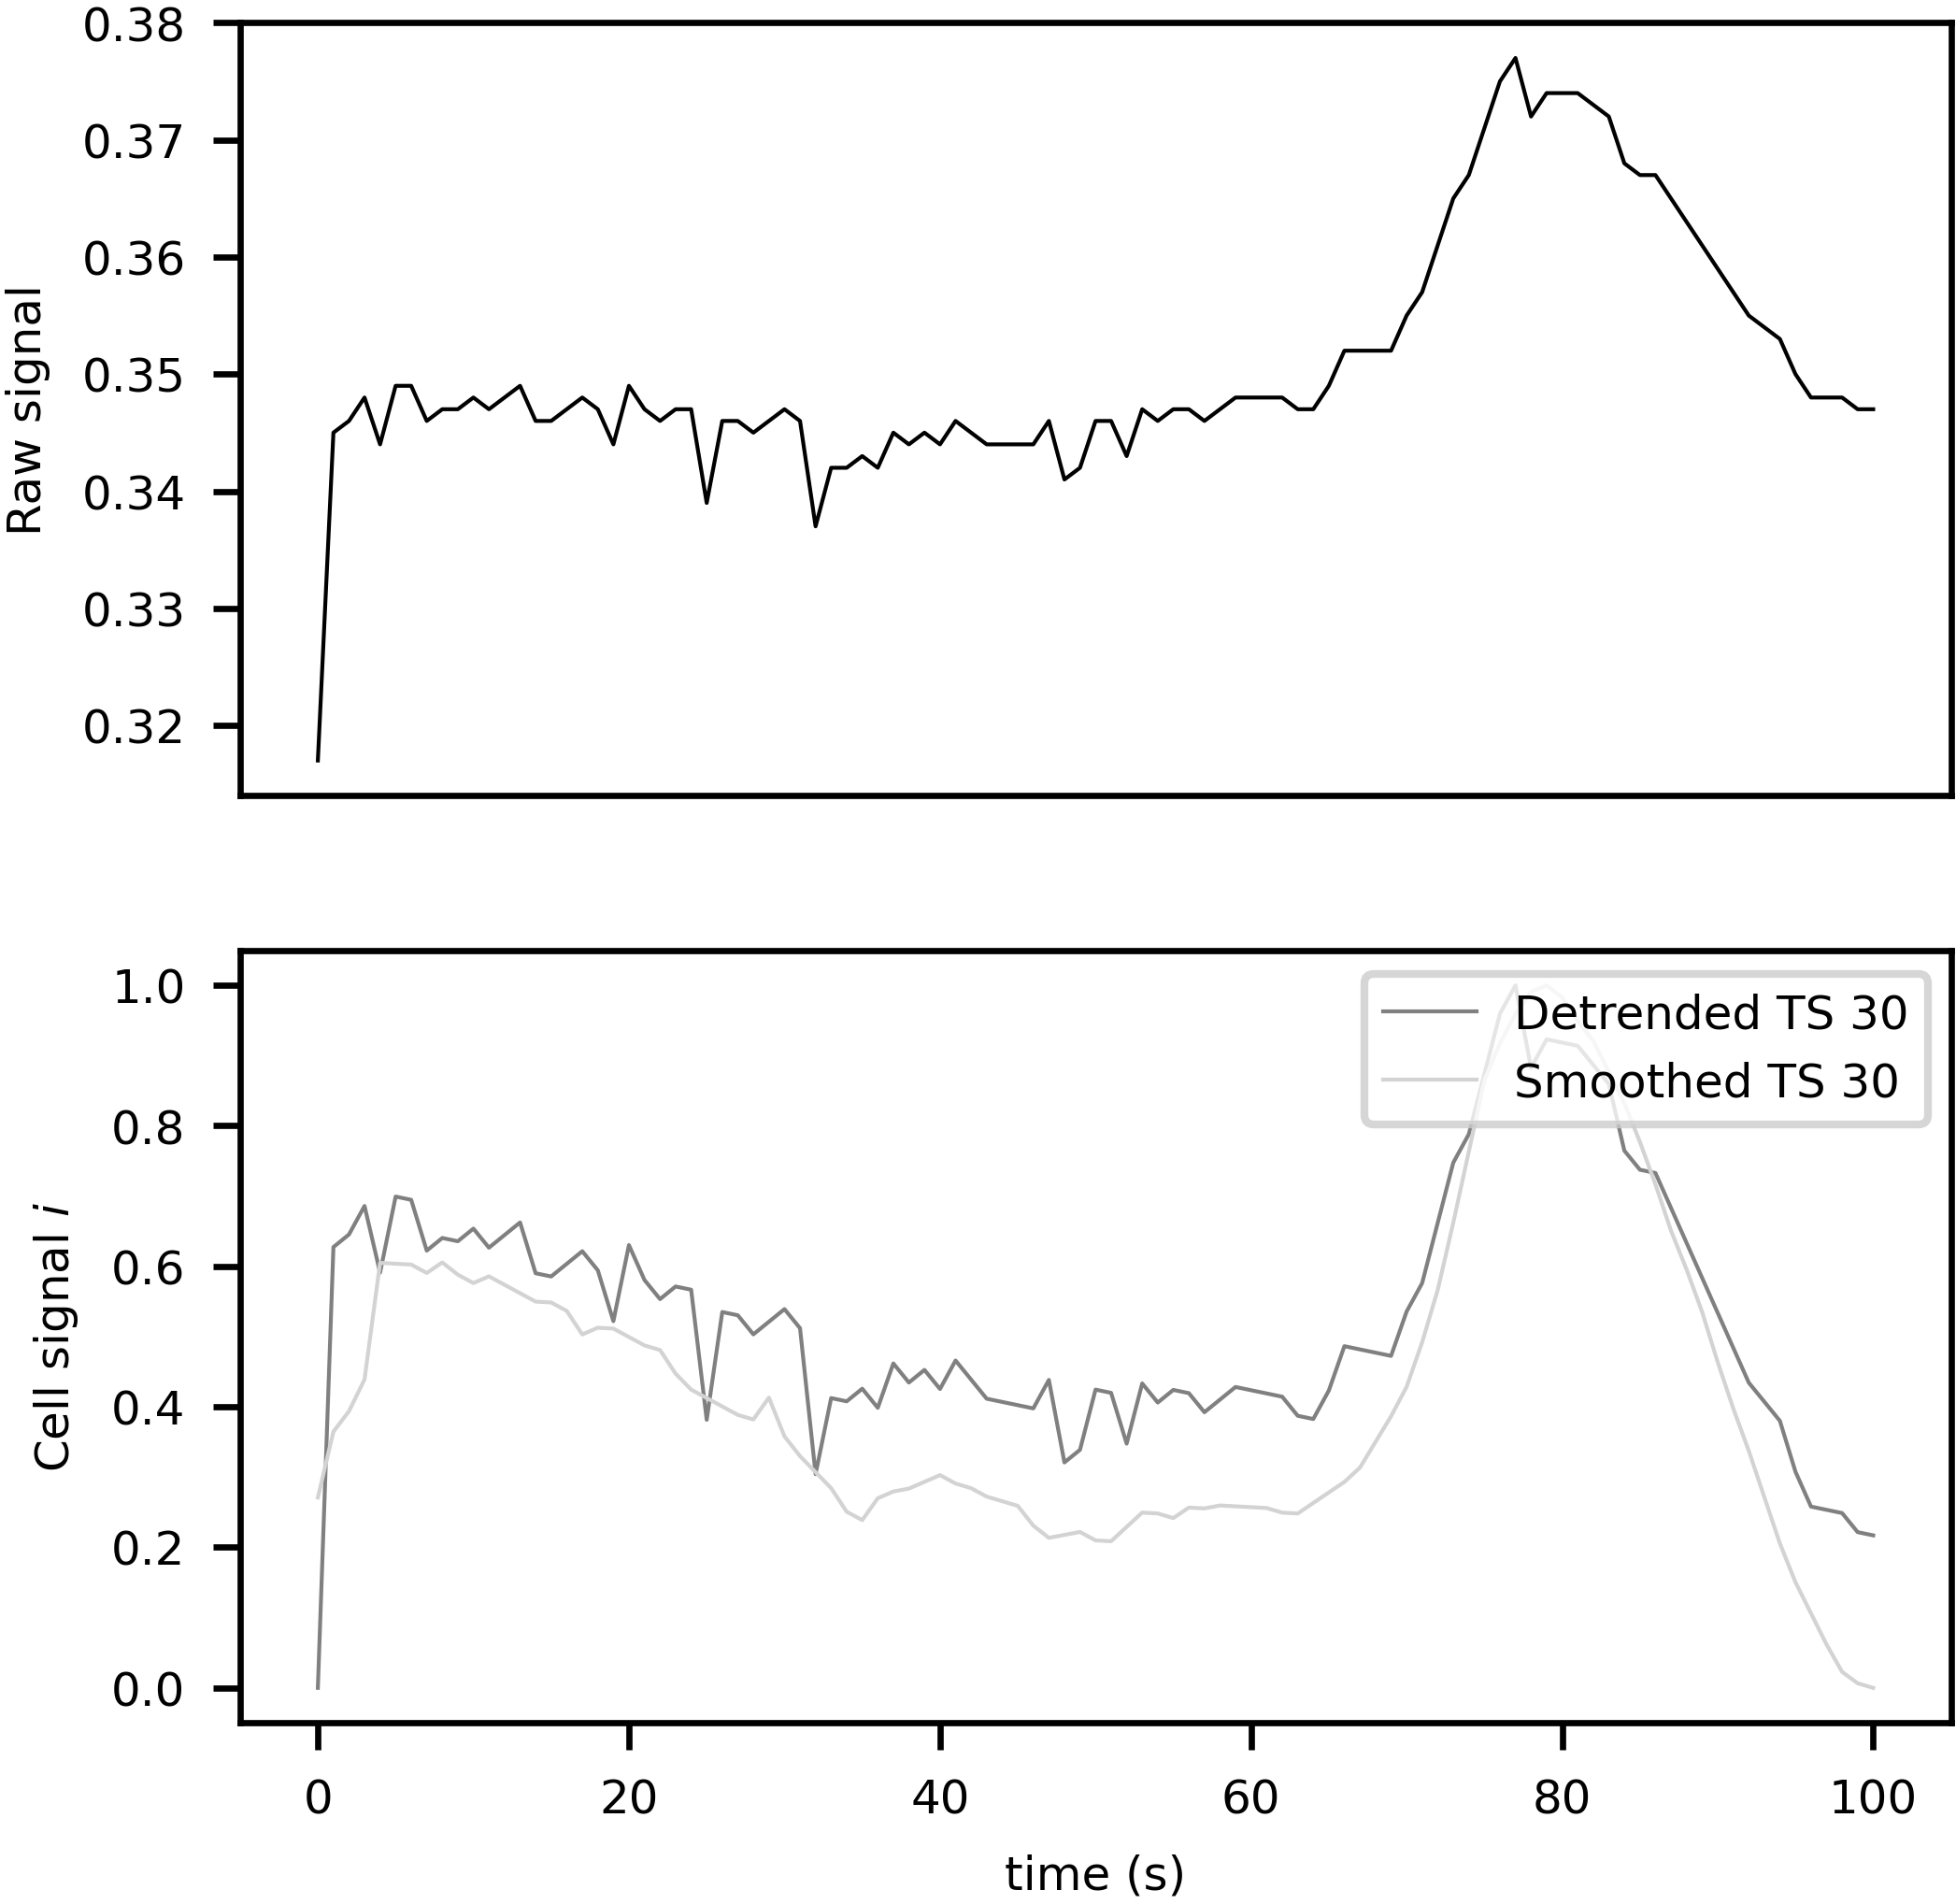 0.38
0.37
0.36
0.35
0.34
0.33
0.32
Raw signal
1.0
0.8
0.6
0.4
0.2
0.0
Cell signal i
Detrended TS 30
Smoothed TS 30
0 20 40 60 80 100
time (s)